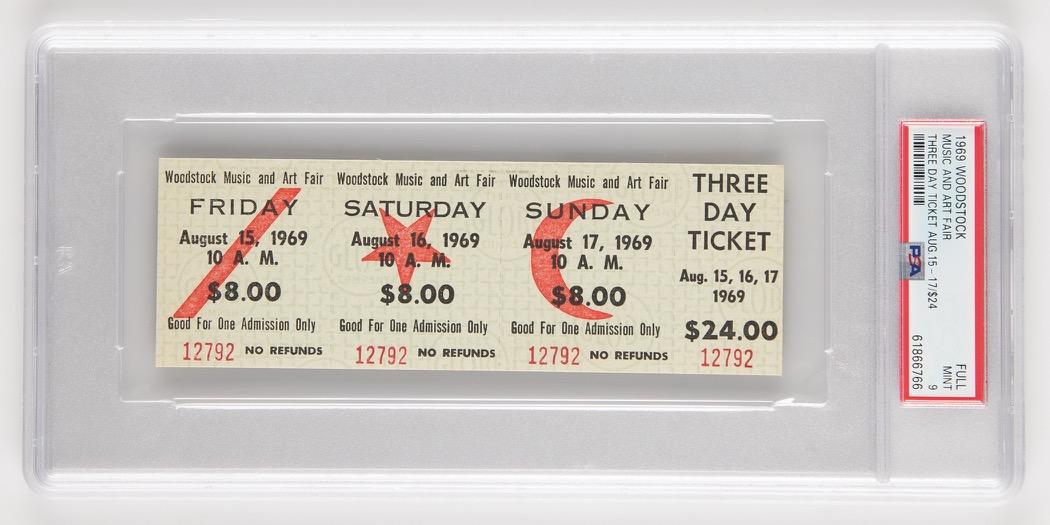 Woodstock Music and Art Fair
FRIDAY
August 15, 1969
10 A. M.
$8.00
Good For One Admission Only
12792 NO REFUNDS
Woodstock Music and Art Fair
SATURDAY
August 16, 1969
10 A. M.
$8.00
Good For One Admission Only
12792 NO REFUNDS
Woodstock Music and Art Fair
SUNDAY
August 17, 1969
10 A. M.
$8.00
Good For One Admission Only
12792 NO REFUNDS
THREE
DAY
TICKET
Aug. 15, 16, 17
1969
$24.00
12792
1969 WOODSTOCK
MUSIC AND ART FAIR
THREE DAY TICKET AUG.15 - 17/$24
FULL
MINT
9
PSA
61866766